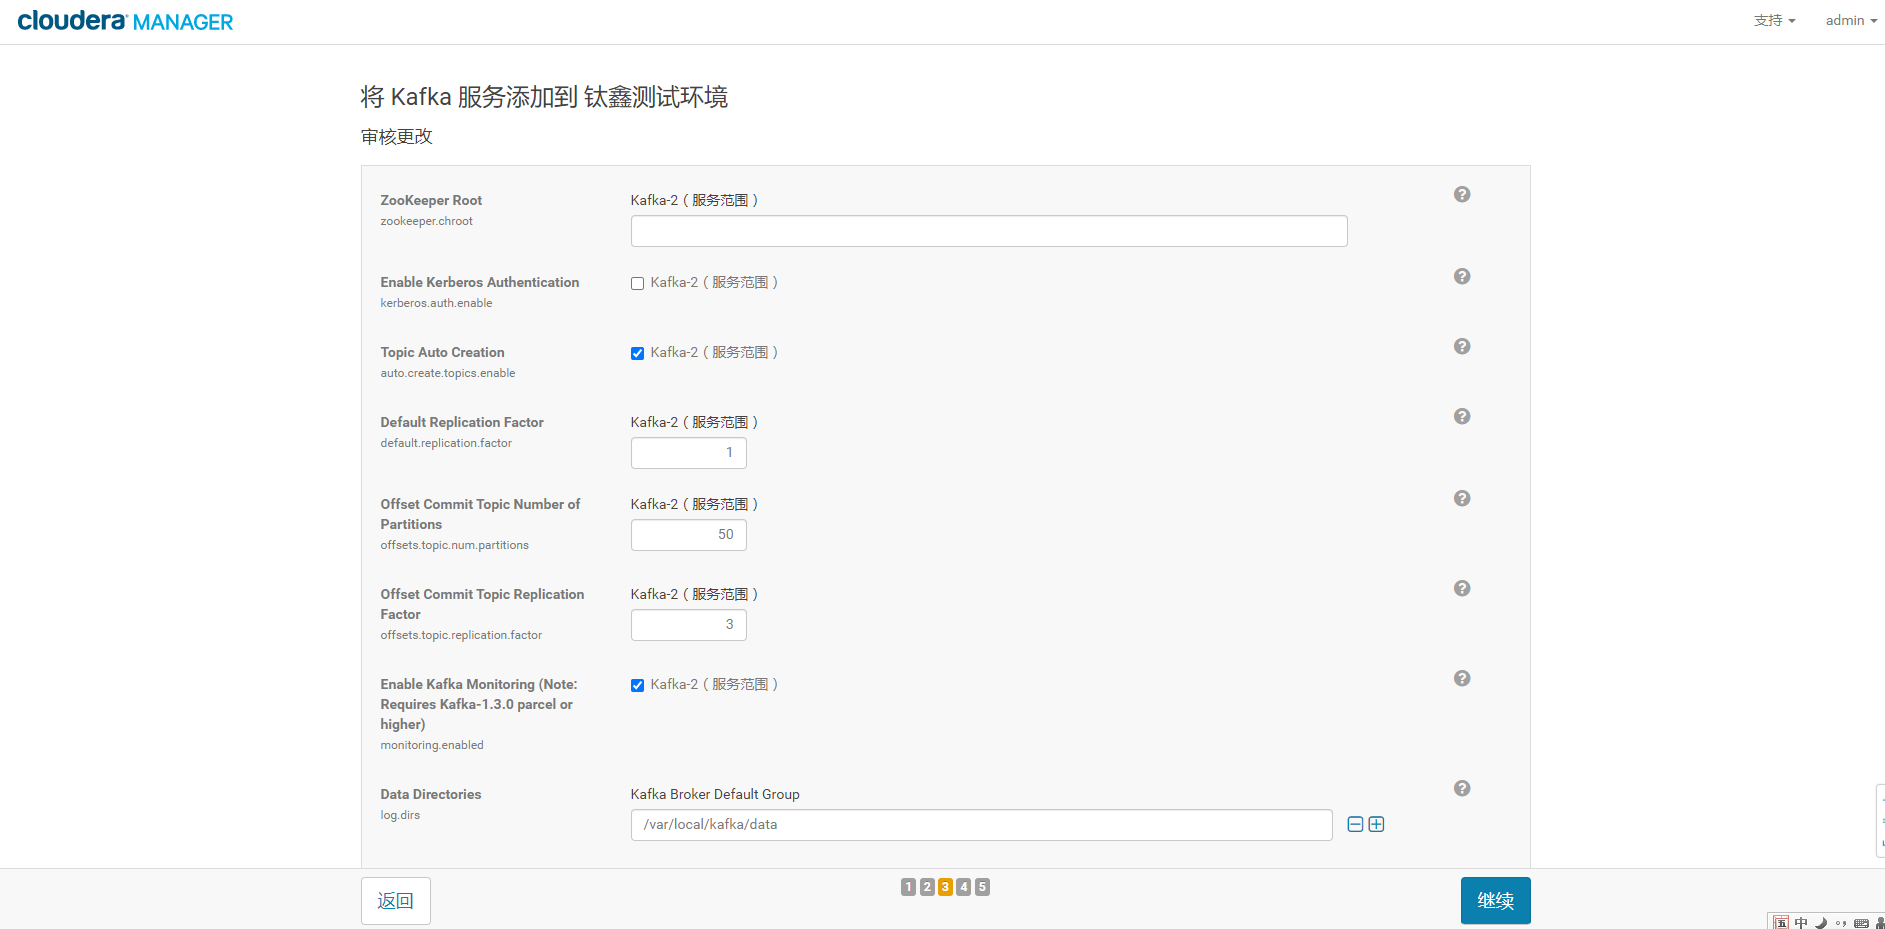 cloudera MANAGER
支持
admin
将 Kafka 服务添加到 钛鑫测试环境
审核更改
ZooKeeper Root
zookeeper.chroot
Kafka-2（服务范围）
Enable Kerberos Authentication
kerberos.auth.enable
Kafka-2（服务范围）
Topic Auto Creation
auto.create.topics.enable
Kafka-2（服务范围）
Default Replication Factor
default.replication.factor
Kafka-2（服务范围）
1
Offset Commit Topic Number of
Partitions
offsets.topic.num.partitions
Kafka-2（服务范围）
50
Offset Commit Topic Replication
Factor
offsets.topic.replication.factor
Kafka-2（服务范围）
3
Enable Kafka Monitoring (Note:
Requires Kafka-1.3.0 parcel or
higher)
monitoring.enabled
Kafka-2（服务范围）
Data Directories
log.dirs
Kafka Broker Default Group
/var/local/kafka/data
返回
1 2 3 4 5
继续
五 中